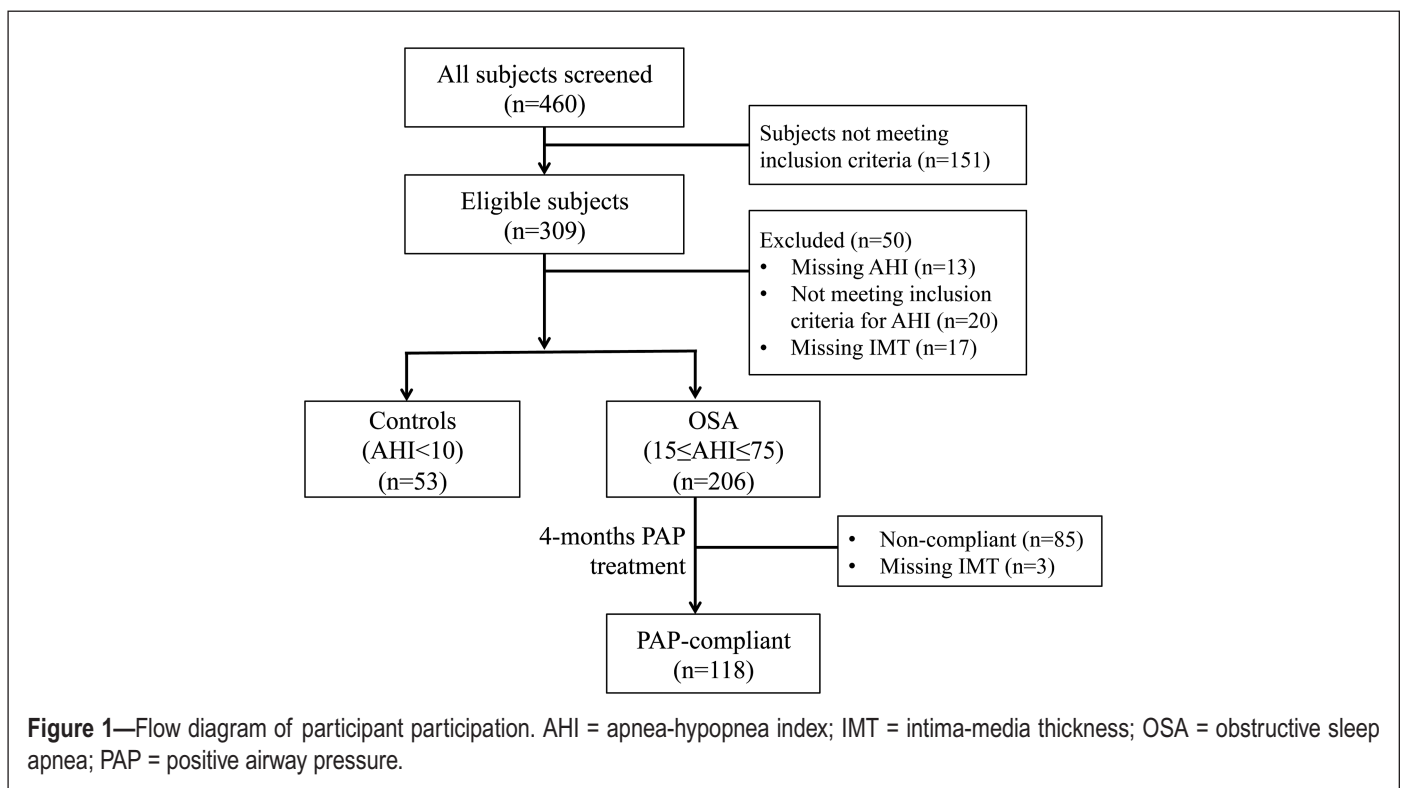 All subjects screened
(n=460)
Subjects not meeting
inclusion criteria (n=151)
Eligible subjects
(n=309)
Excluded (n=50)
• Missing AHI (n=13)
• Not meeting inclusion
criteria for AHI (n=20)
• Missing IMT (n=17)
Controls
(AHI<10)
(n=53)
OSA
(15≤AHI≤75)
(n=206)
4-months PAP
treatment
• Non-compliant (n=85)
• Missing IMT (n=3)
PAP-compliant
(n=118)
Figure 1—Flow diagram of participant participation. AHI = apnea-hypopnea index; IMT = intima-media thickness; OSA = obstructive sleep
apnea; PAP = positive airway pressure.